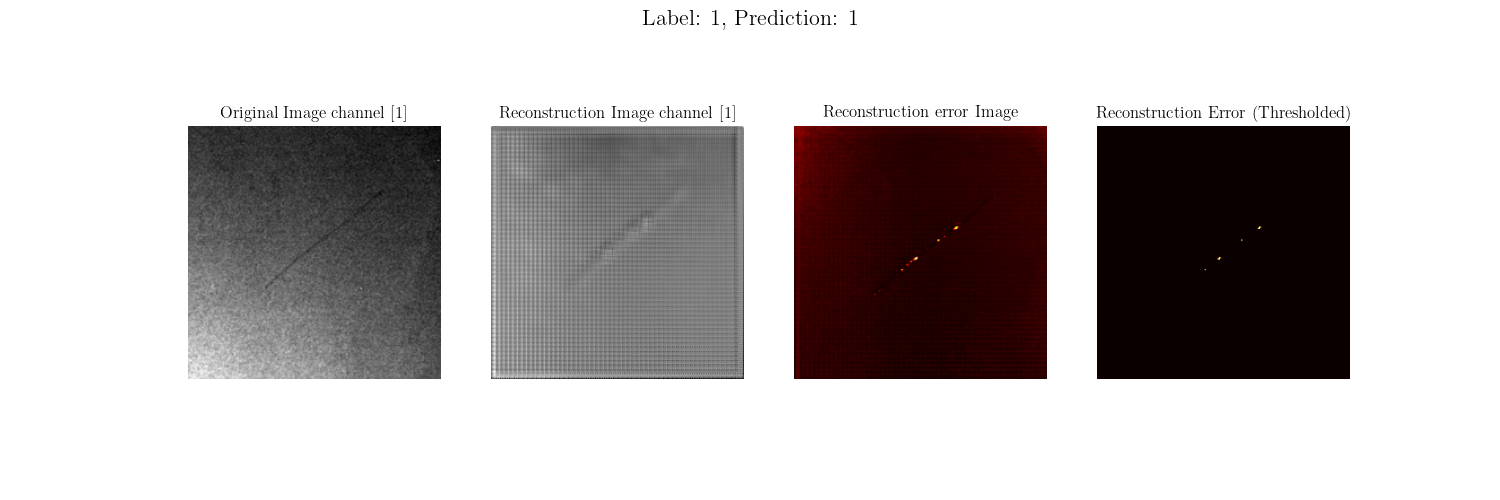 Label: 1, Prediction: 1
Original Image channel [1]
Reconstruction Image channel [1]
Reconstruction error Image
Reconstruction Error (Thresholded)